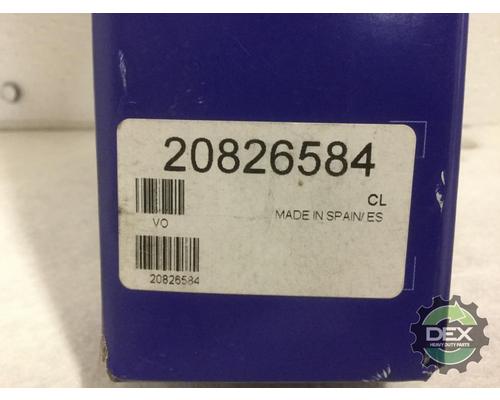 20826584
CL
VO
MADE IN SPAIN/ES
20826584
DEX
HEAVY DUTY PARTS